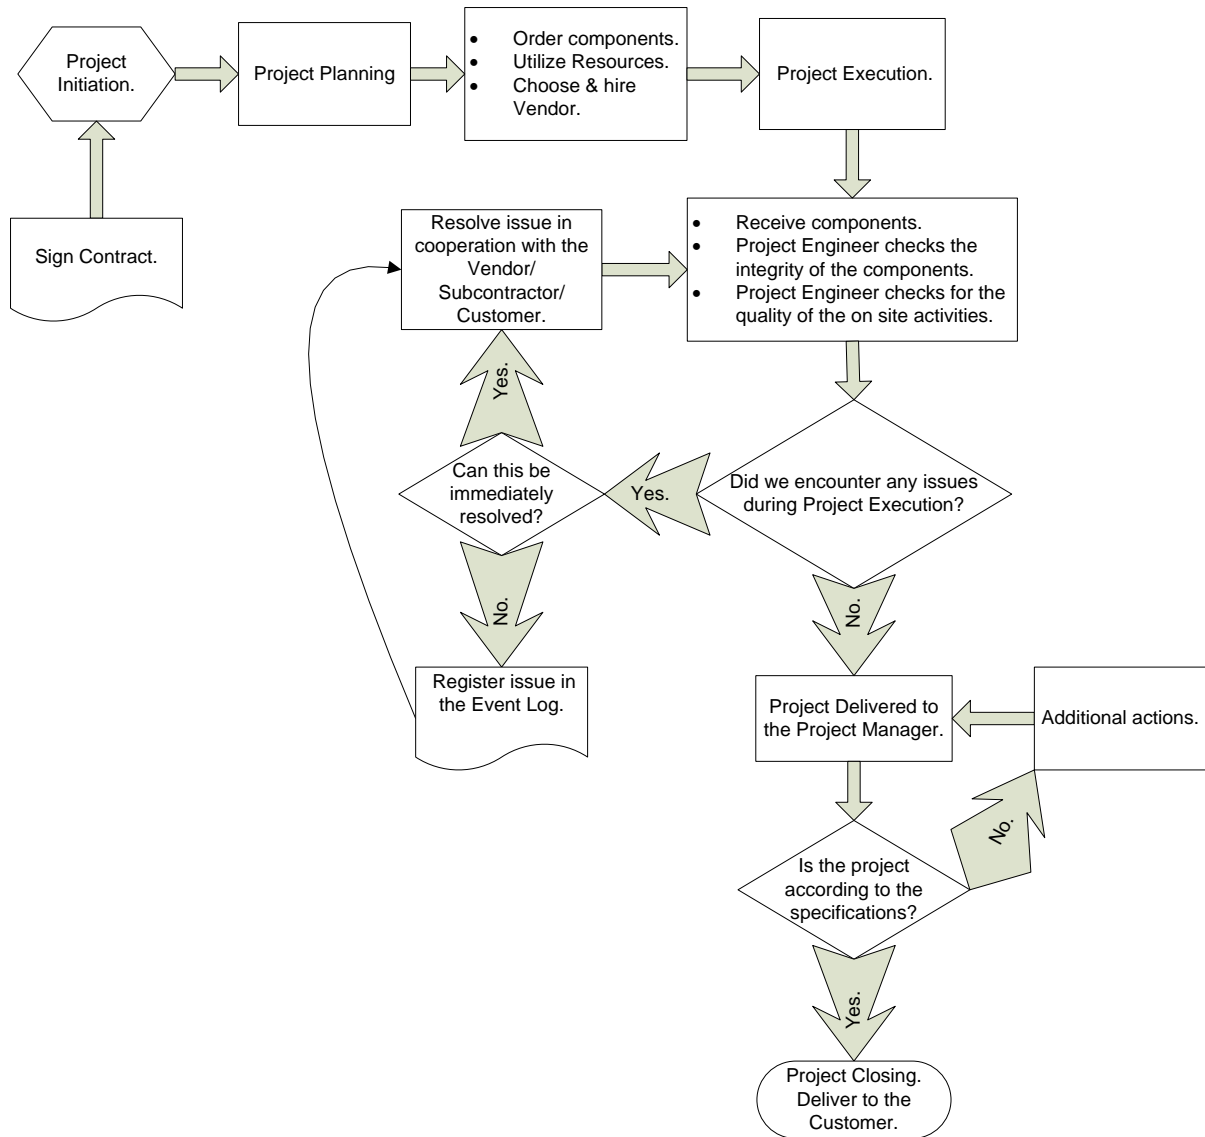 Project
Initiation.
Project Planning
• Order components.
• Utilize Resources.
• Choose & hire
Vendor.
Project Execution.
Sign Contract.
Resolve issue in
cooperation with the
Vendor/
Subcontractor/
Customer.
• Receive components.
• Project Engineer checks the
integrity of the components.
• Project Engineer checks for the
quality of the on site activities.
Yes.
Can this be
immediately
resolved?
Yes.
Did we encounter any issues
during Project Execution?
No.
No.
Register issue in
the Event Log.
Project Delivered to
the Project Manager.
Additional actions.
No.
Is the project
according to the
specifications?
Yes.
Project Closing.
Deliver to the
Customer.